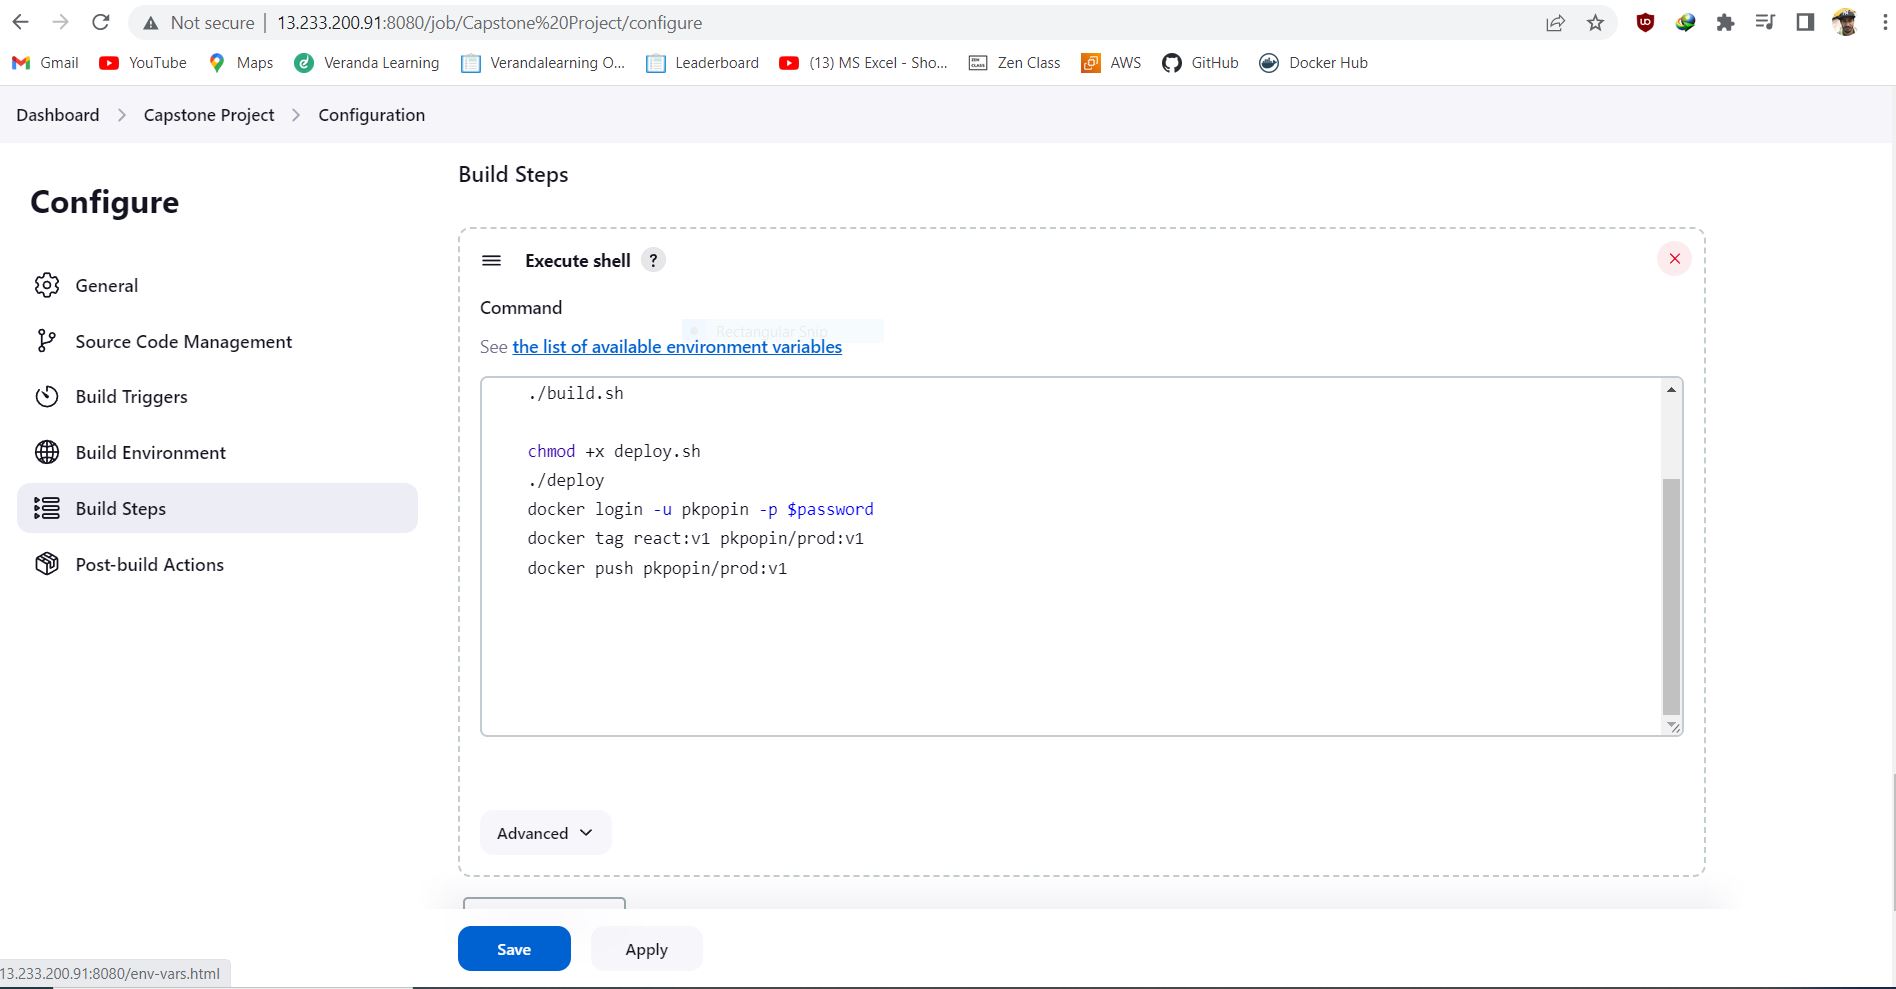 Not secure | 13.233.200.91:8080/job/Capstone%20Project/configure
Gmail YouTube Maps Veranda Learning Verandalearning O... Leaderboard (13) MS Excel - Sho... Zen Class AWS GitHub Docker Hub
Dashboard > Capstone Project > Configuration
Configure
General
Source Code Management
Build Triggers
Build Environment
Build Steps
Post-build Actions
Build Steps
Execute shell ?
Command
Rectangular Snip
See the list of available environment variables
./build.sh
chmod +x deploy.sh
./deploy
docker login -u pkpopin -p $password
docker tag react:v1 pkpopin/prod:v1
docker push pkpopin/prod:v1
Advanced
Save Apply
13.233.200.91:8080/env-vars.html